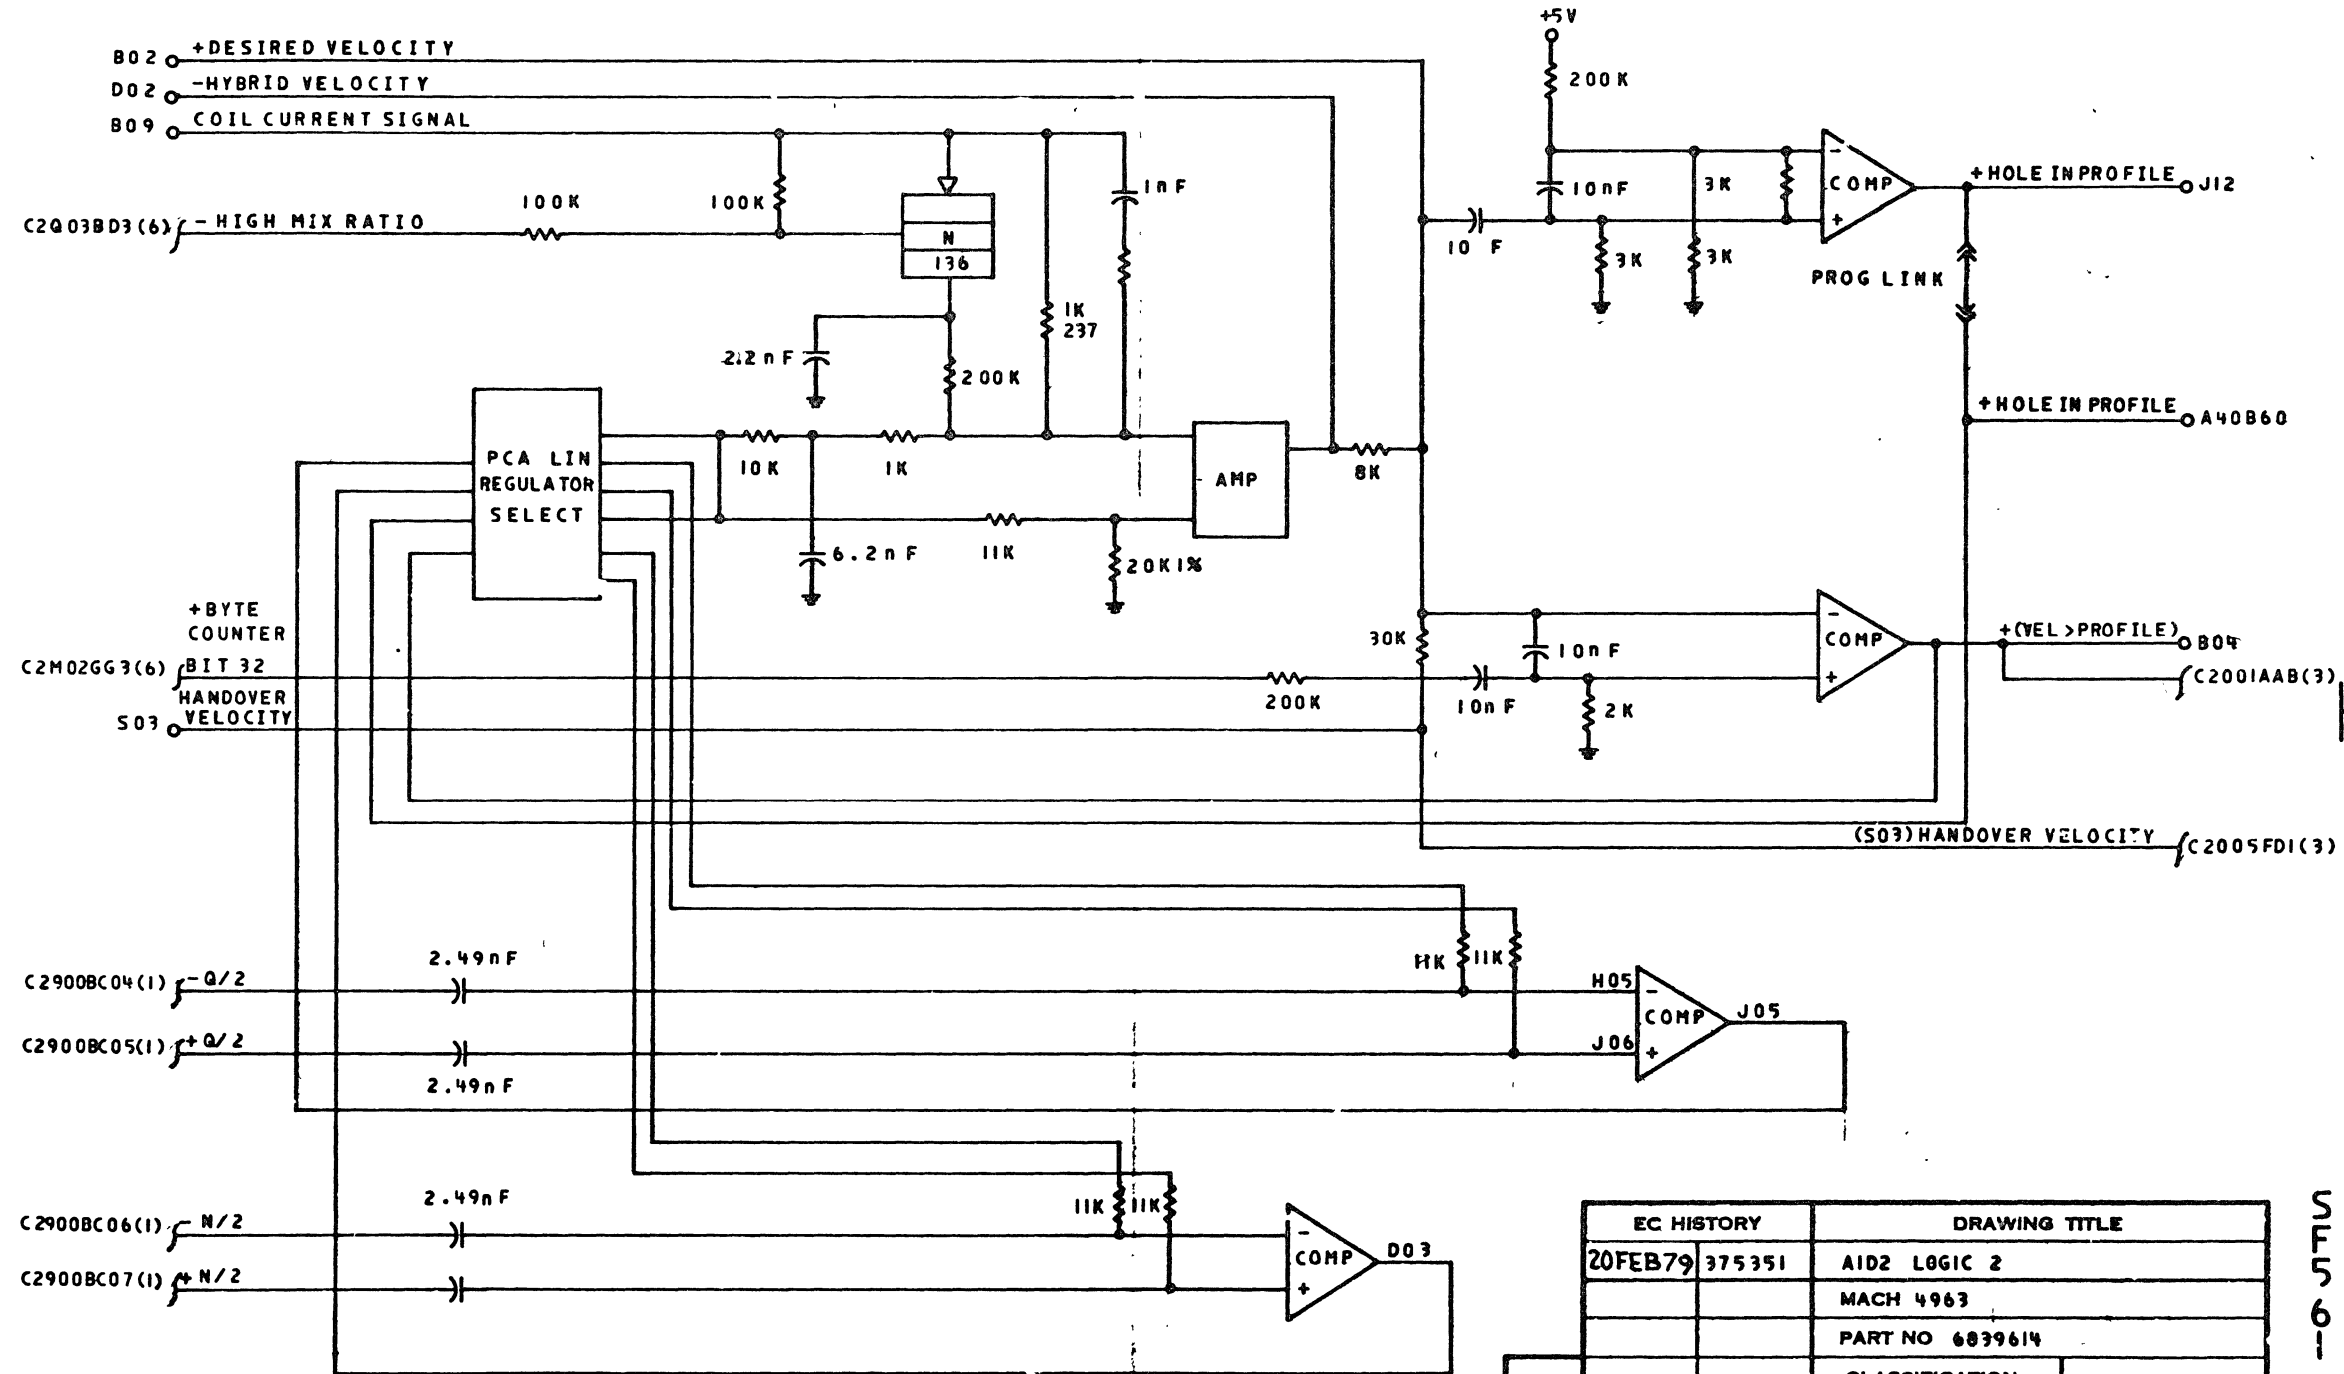 +5V
B02 +DESIRED VELOCITY
D02 -HYBRID VELOCITY
B09 COIL CURRENT SIGNAL
200K
100K
100K
1nF
C2Q03BD3(6) - HIGH MIX RATIO
N
136
10nF
3K
COMP
-
+
+HOLE IN PROFILE J12
10 F
3K
3K
PROG LINK
1K
237
2.2nF
200K
+HOLE IN PROFILE A40B60
PCA LIN
REGULATOR
SELECT
10K
1K
AMP
8K
6.2nF
11K
20K1%
+BYTE
COUNTER
C2M02GG3(6) BIT 32
HANDOVER
VELOCITY
S03
30K
10nF
200K
10nF
2K
-
COMP
+
+(VEL>PROFILE) B04
C2001AAB(3)
(S03)HANDOVER VELOCITY C2005FD1(3)
2.49nF
11K
11K
C2900BC04(1) -Q/2
H05
-
COMP
J05
C2900BC05(1) +Q/2
J06
+
2.49nF
2.49nF
11K
11K
C2900BC06(1) - N/2
-
COMP
D03
C2900BC07(1) + N/2
+
EC HISTORY
DRAWING TITLE
20FEB79 375351 A1D2 LOGIC 2
MACH 4963
PART NO 6839614
CLASSIFICATION
SF561